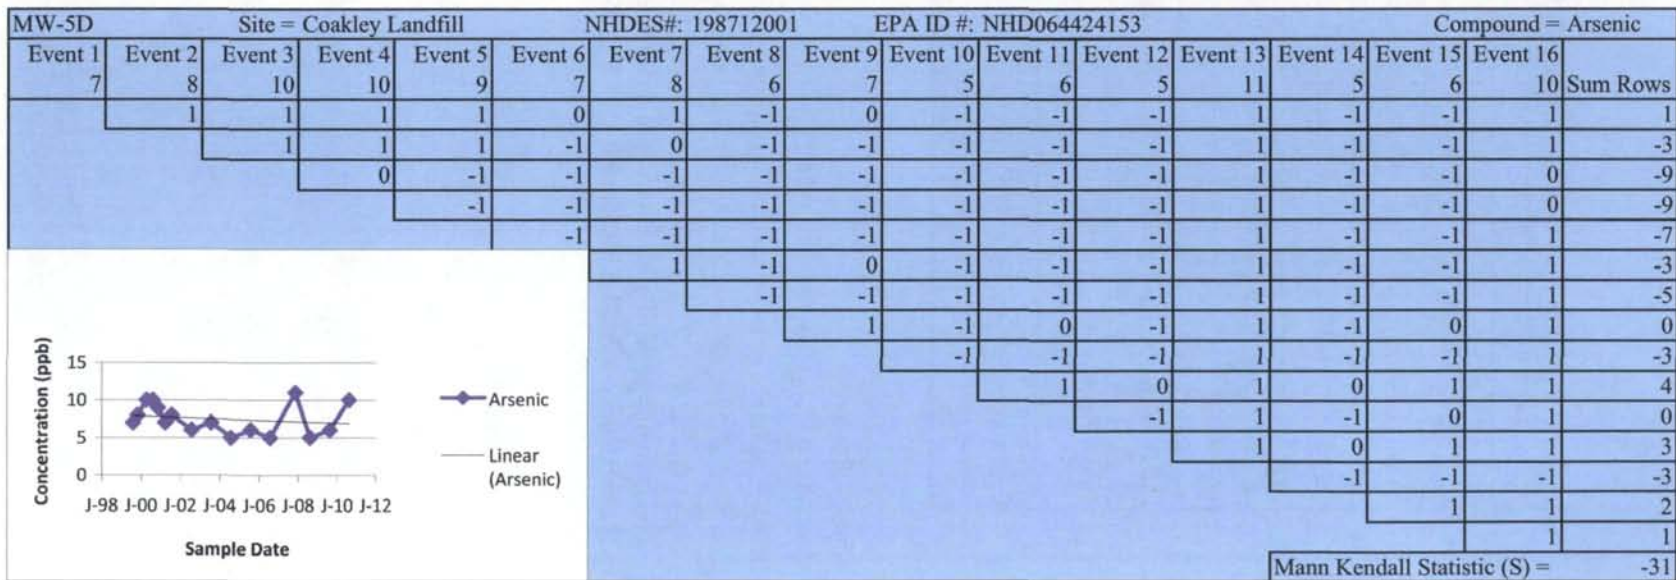 MW-5D Site = Coakley Landfill NHDES#: 198712001 EPA ID #: NHD064424153 Compound = Arsenic
Event 1 Event 2 Event 3 Event 4 Event 5 Event 6 Event 7 Event 8 Event 9 Event 10 Event 11 Event 12 Event 13 Event 14 Event 15 Event 16
7 8 10 10 9 7 8 6 7 5 6 5 11 5 6 10 Sum Rows
1 1 1 1 0 1 -1 0 -1 -1 -1 1 -1 -1 1 1
1 1 1 -1 0 -1 -1 -1 -1 -1 1 -1 -1 1 -3
0 -1 -1 -1 -1 -1 -1 -1 -1 1 -1 -1 0 -9
-1 -1 -1 -1 -1 -1 -1 -1 1 -1 -1 0 -9
-1 -1 -1 -1 -1 -1 -1 1 -1 -1 1 -7
1 -1 0 -1 -1 -1 1 -1 -1 1 -3
-1 -1 -1 -1 -1 1 -1 -1 1 -5
1 -1 0 -1 1 -1 0 1 0
-1 -1 -1 1 -1 -1 1 -3
1 0 1 0 1 1 4
-1 1 -1 0 1 0
1 0 1 1 3
-1 -1 -1 -3
1 1 2
1 1
Mann Kendall Statistic (S) = -31
Concentration (ppb)
15
10
5
0
J-98 J-00 J-02 J-04 J-06 J-08 J-10 J-12
Sample Date
Arsenic
Linear
(Arsenic)